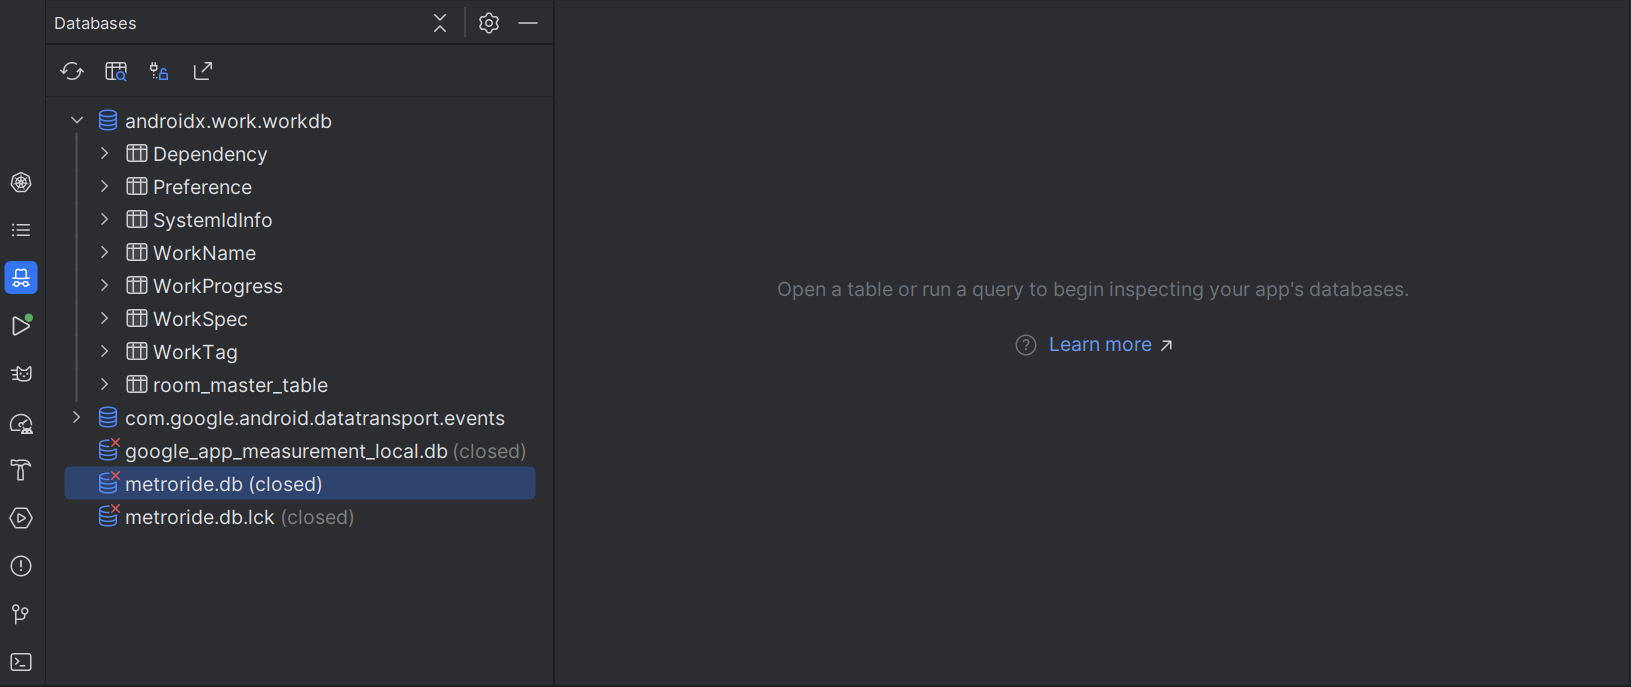 Databases
androidx.work.workdb
Dependency
Preference
SystemIdInfo
WorkName
WorkProgress
WorkSpec
WorkTag
room_master_table
com.google.android.datatransport.events
google_app_measurement_local.db (closed)
metroride.db (closed)
metroride.db.lck (closed)
Open a table or run a query to begin inspecting your app's databases.
Learn more ↗